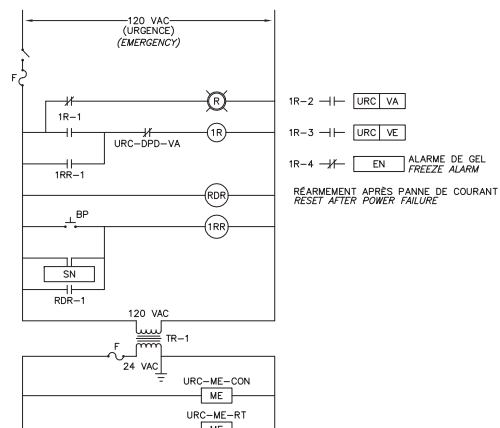 120 VAC
(URGENCE)
(EMERGENCY)
F
R
1R-1
1R-2 URC VA
1R
URC-DPD-VA
1R-3 URC VE
1RR-1
1R-4 EN ALARME DE GEL
FREEZE ALARM
RDR
RÉARMEMENT APRÈS PANNE DE COURANT
RESET AFTER POWER FAILURE
BP
1RR
SN
RDR-1
120 VAC
TR-1
F
24 VAC
URC-ME-CON
ME
URC-ME-RT
ME